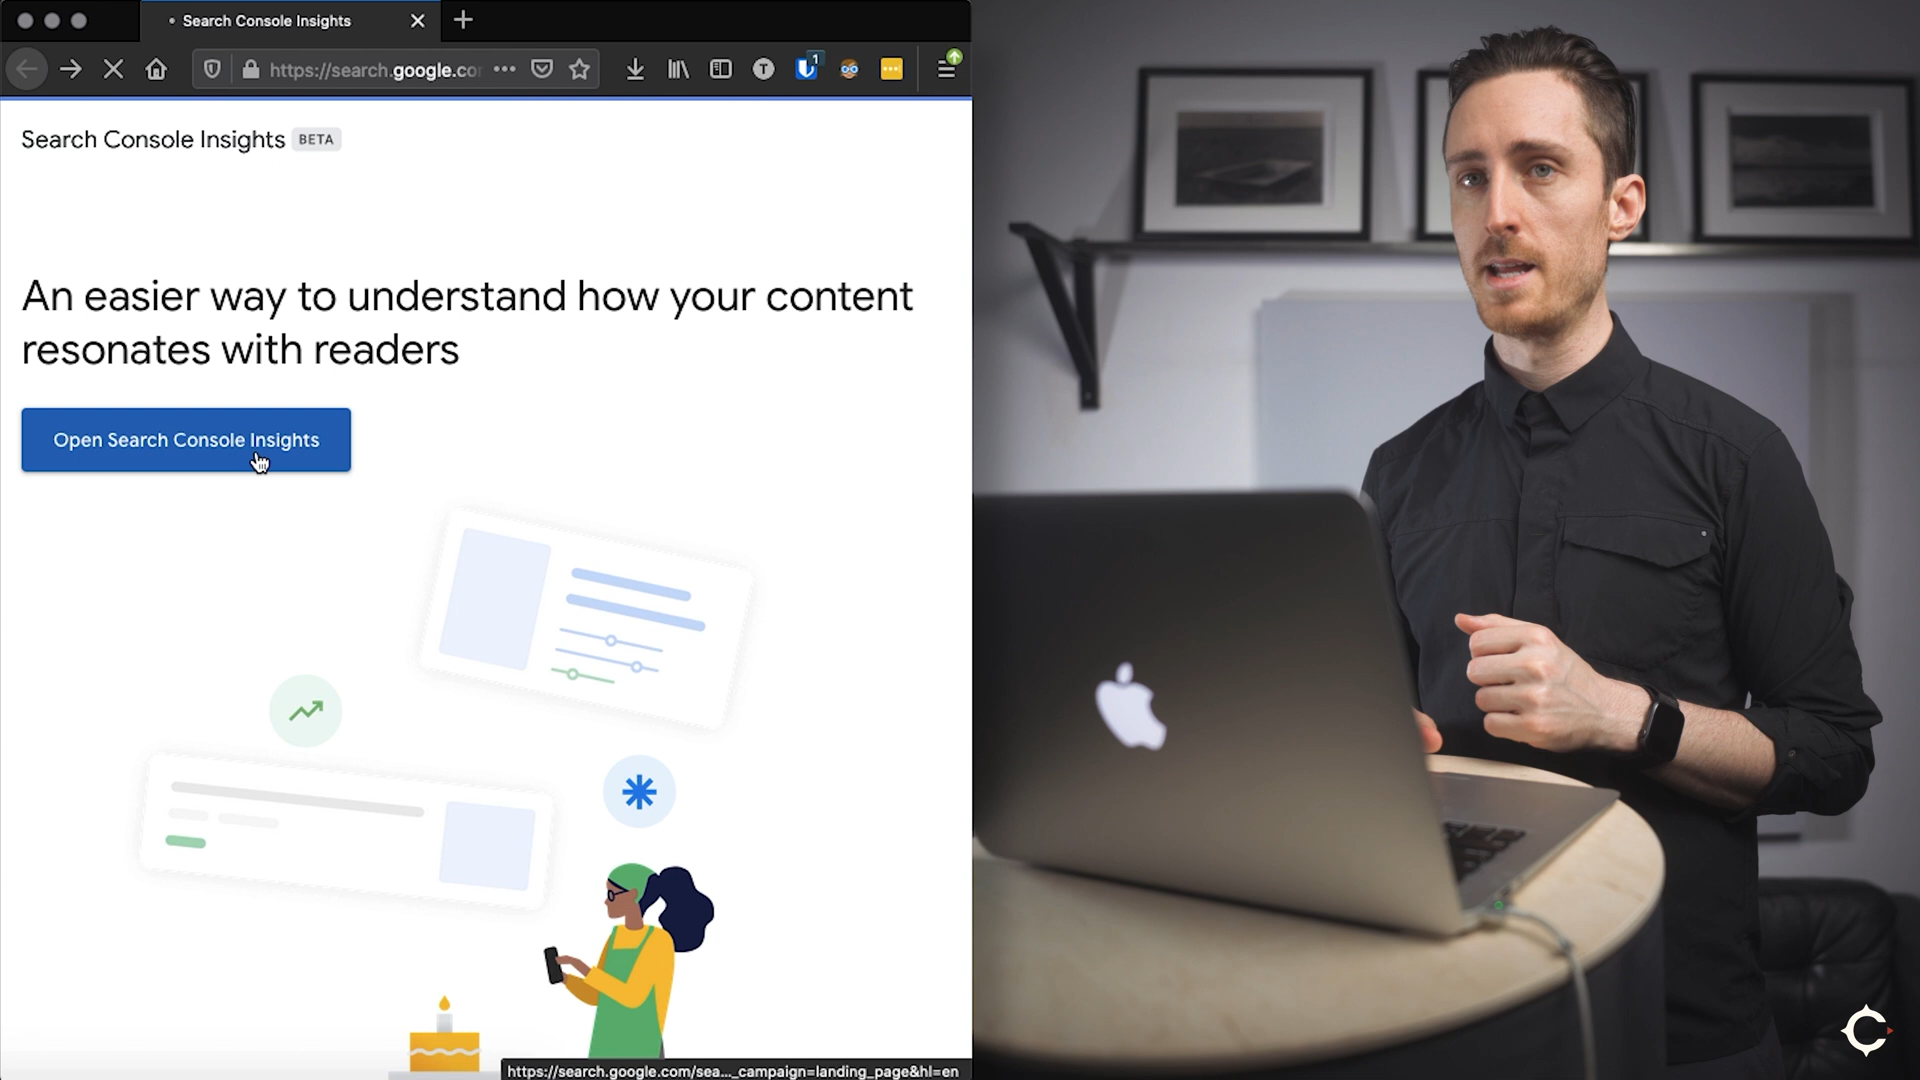 Search Console Insights
https://search.google.co
T
1
Search Console Insights BETA
An easier way to understand how your content
resonates with readers
Open Search Console Insights
https://search.google.com/sea..._campaign=landing_page&hl=en